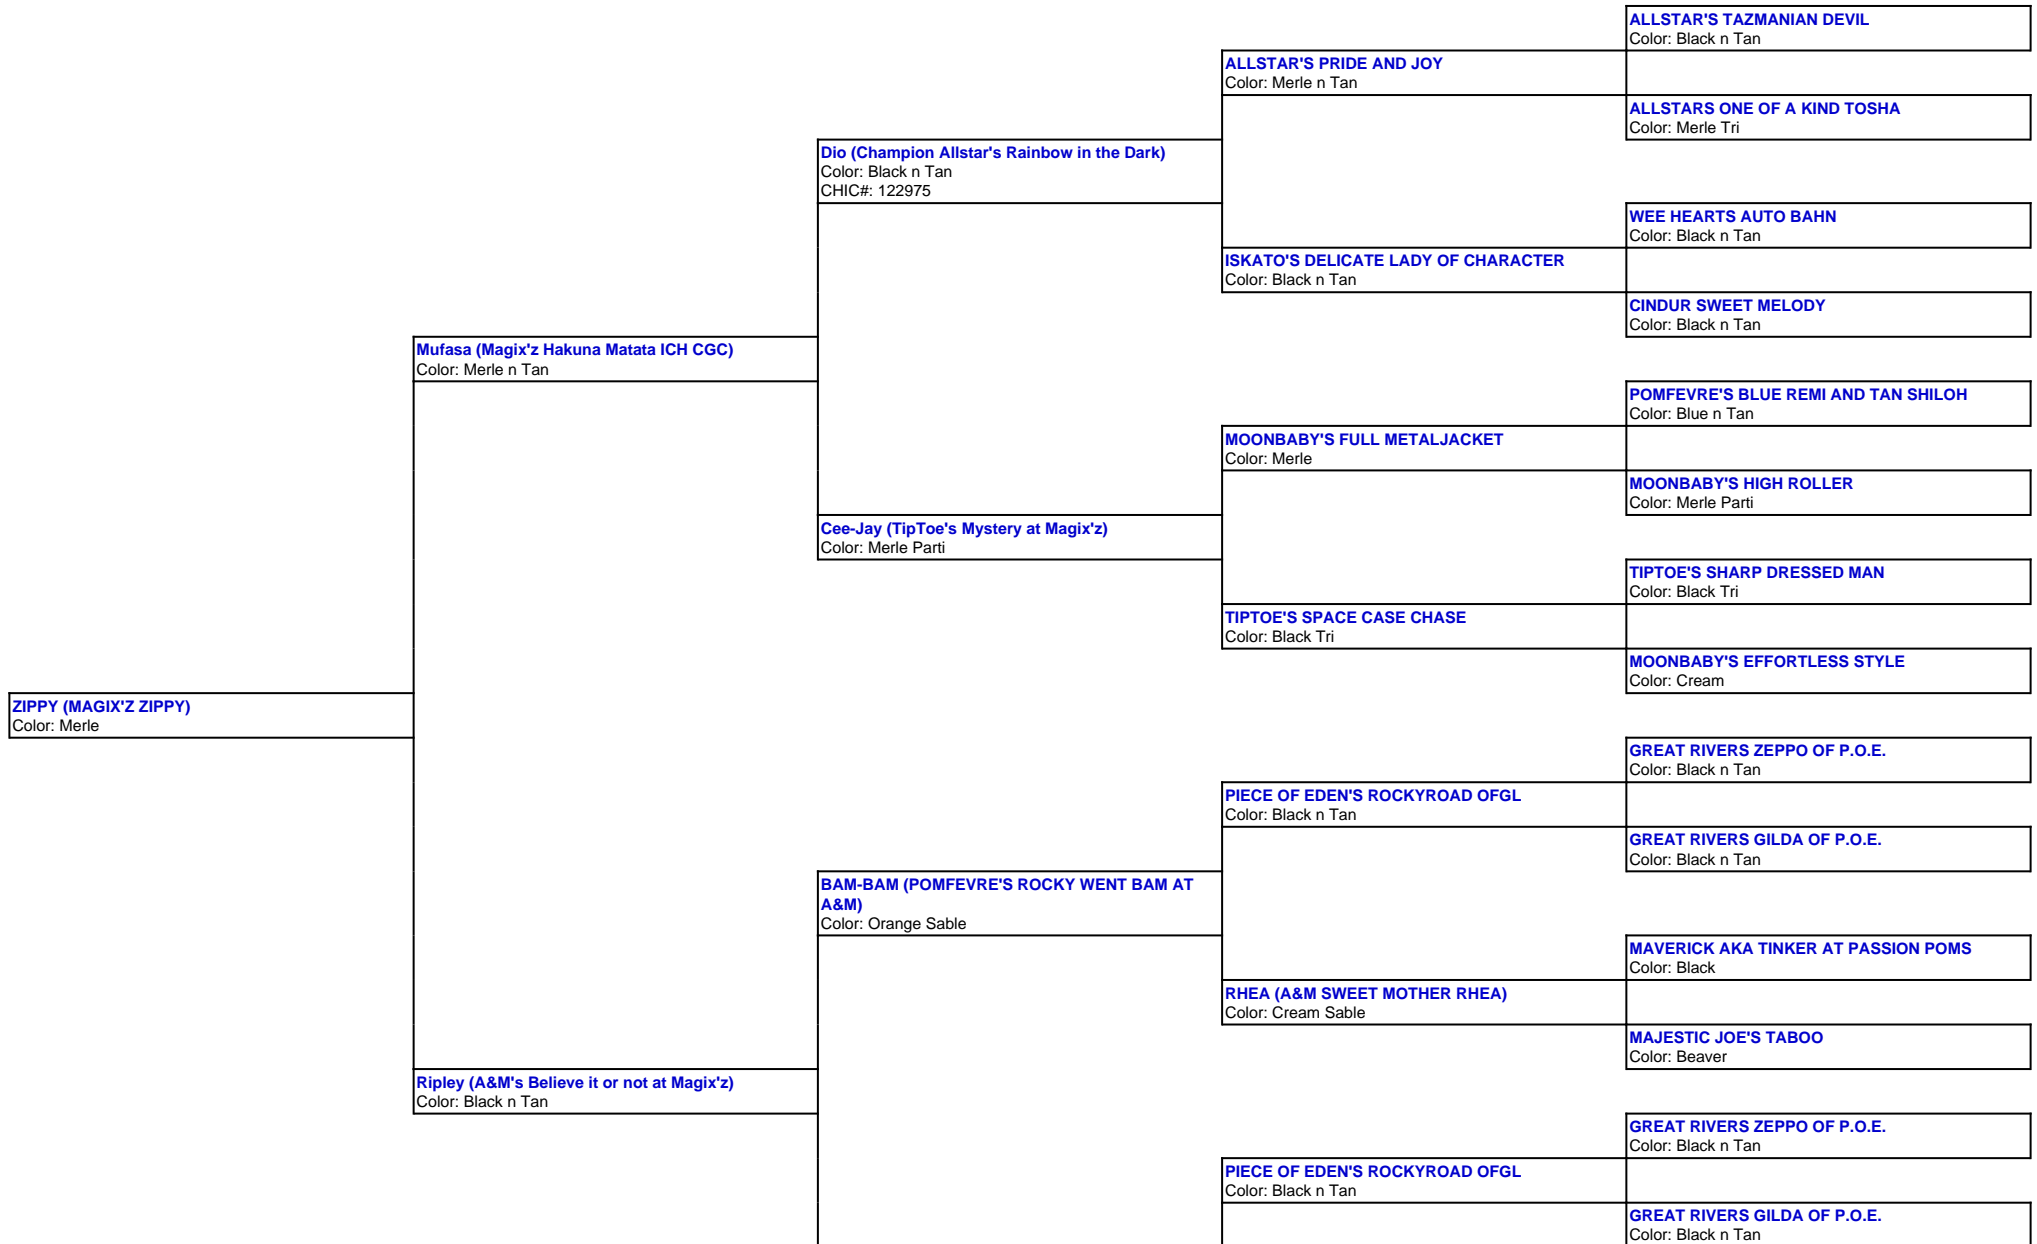 ALLSTAR'S TAZMANIAN DEVIL
Color: Black n Tan
ALLSTAR'S PRIDE AND JOY
Color: Merle n Tan
ALLSTARS ONE OF A KIND TOSHA
Color: Merle Tri
Dio (Champion Allstar's Rainbow in the Dark)
Color: Black n Tan
CHIC#: 122975
WEE HEARTS AUTO BAHN
Color: Black n Tan
ISKATO'S DELICATE LADY OF CHARACTER
Color: Black n Tan
CINDUR SWEET MELODY
Color: Black n Tan
Mufasa (Magix'z Hakuna Matata ICH CGC)
Color: Merle n Tan
POMFEVRE'S BLUE REMI AND TAN SHILOH
Color: Blue n Tan
MOONBABY'S FULL METALJACKET
Color: Merle
MOONBABY'S HIGH ROLLER
Color: Merle Parti
Cee-Jay (TipToe's Mystery at Magix'z)
Color: Merle Parti
TIPTOE'S SHARP DRESSED MAN
Color: Black Tri
TIPTOE'S SPACE CASE CHASE
Color: Black Tri
MOONBABY'S EFFORTLESS STYLE
Color: Cream
ZIPPY (MAGIX'Z ZIPPY)
Color: Merle
GREAT RIVERS ZEPPO OF P.O.E.
Color: Black n Tan
PIECE OF EDEN'S ROCKYROAD OFGL
Color: Black n Tan
GREAT RIVERS GILDA OF P.O.E.
Color: Black n Tan
BAM-BAM (POMFEVRE'S ROCKY WENT BAM AT
A&M)
Color: Orange Sable
MAVERICK AKA TINKER AT PASSION POMS
Color: Black
RHEA (A&M SWEET MOTHER RHEA)
Color: Cream Sable
MAJESTIC JOE'S TABOO
Color: Beaver
Ripley (A&M's Believe it or not at Magix'z)
Color: Black n Tan
GREAT RIVERS ZEPPO OF P.O.E.
Color: Black n Tan
PIECE OF EDEN'S ROCKYROAD OFGL
Color: Black n Tan
GREAT RIVERS GILDA OF P.O.E.
Color: Black n Tan